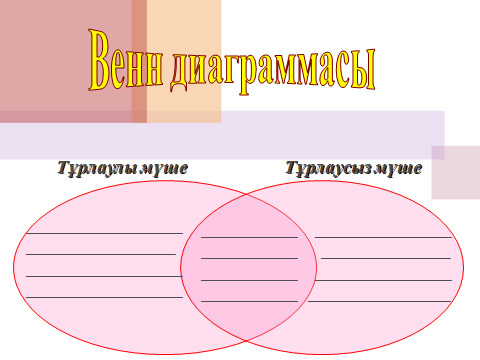 Венн диаграммасы
Тұрлаулы мүше
Тұрлаусыз мүше